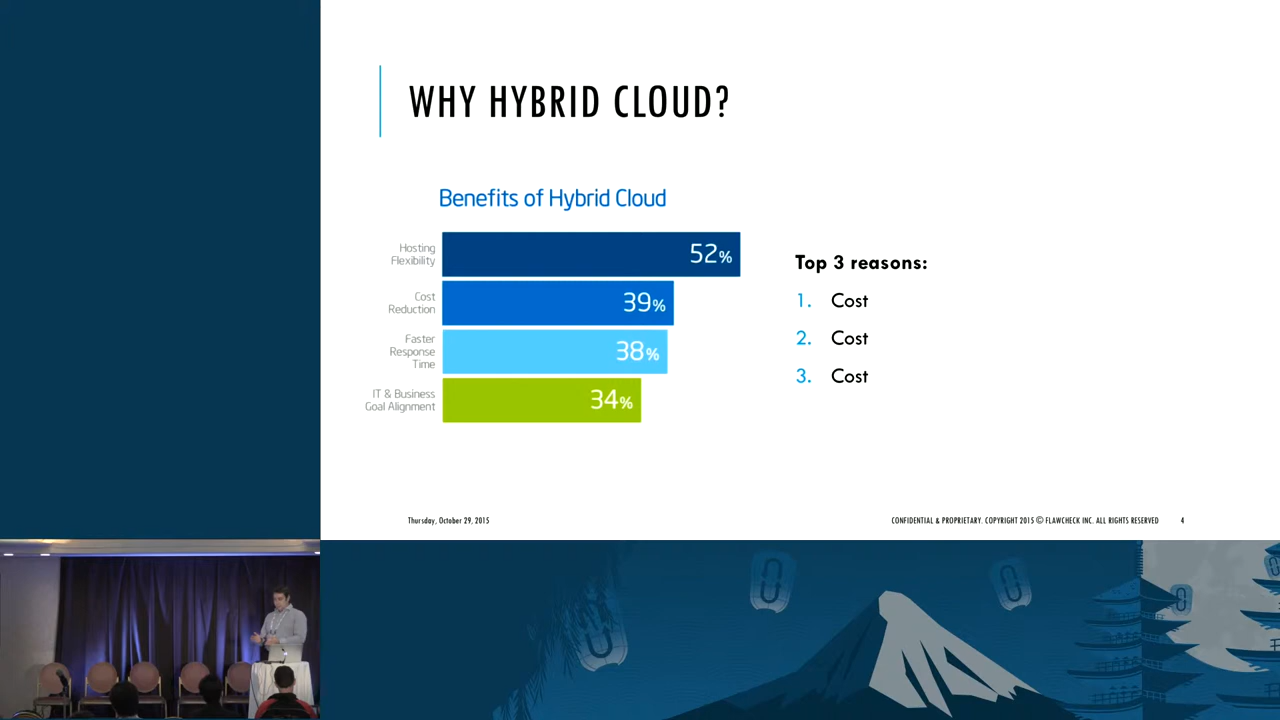 WHY HYBRID CLOUD?
Benefits of Hybrid Cloud
Hosting
Flexibility
52%
Cost
Reduction
39%
Faster
Response
Time
38%
IT & Business
Goal Alignment
34%
Top 3 reasons:
1. Cost
2. Cost
3. Cost
Thursday, October 29, 2015
CONFIDENTIAL & PROPRIETARY. COPYRIGHT 2015 © FLAWCHECK INC. ALL RIGHTS RESERVED
4